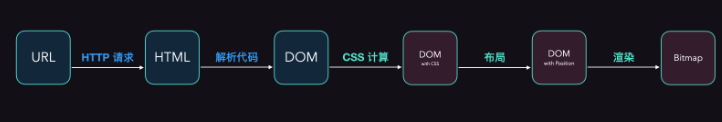 URL
HTTP 请求
HTML
解析代码
DOM
CSS 计算
DOM
with CSS
布局
DOM
with Position
渲染
Bitmap